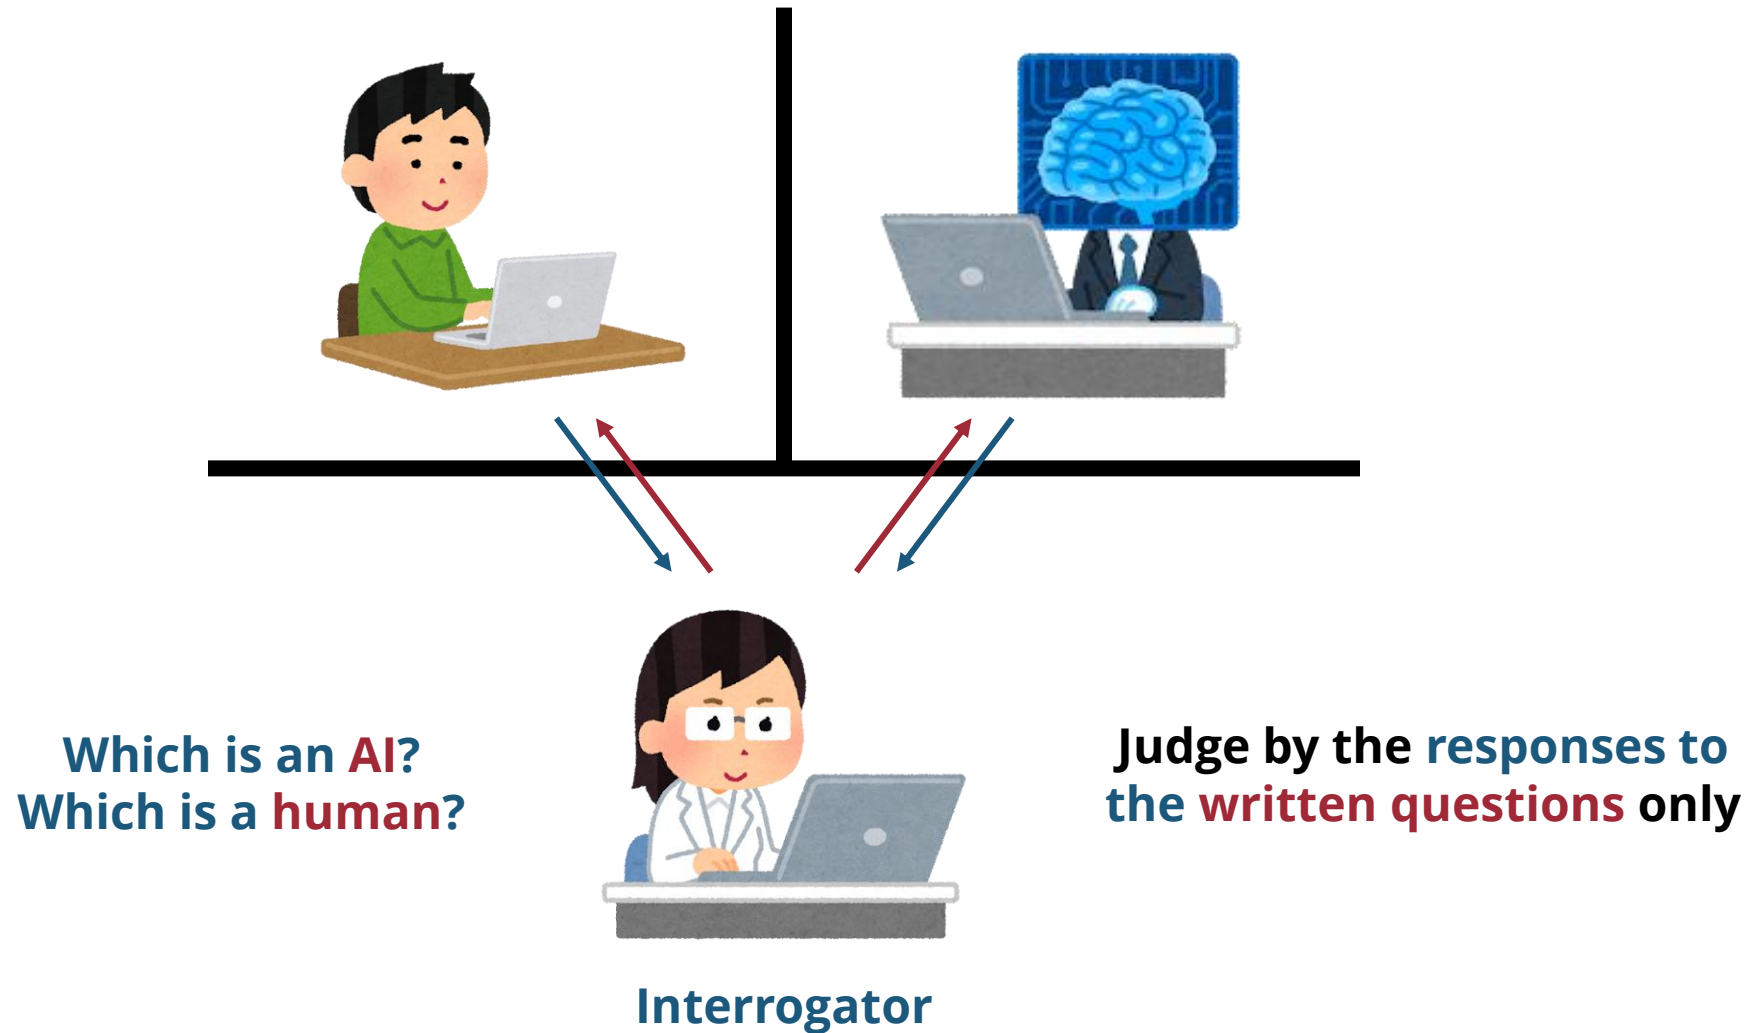 Which is an AI?
Which is a human?
Judge by the responses to
the written questions only
Interrogator